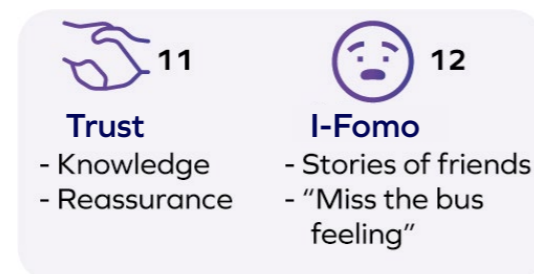 11
Trust
- Knowledge
- Reassurance
12
I-Fomo
- Stories of friends
- “Miss the bus
feeling”